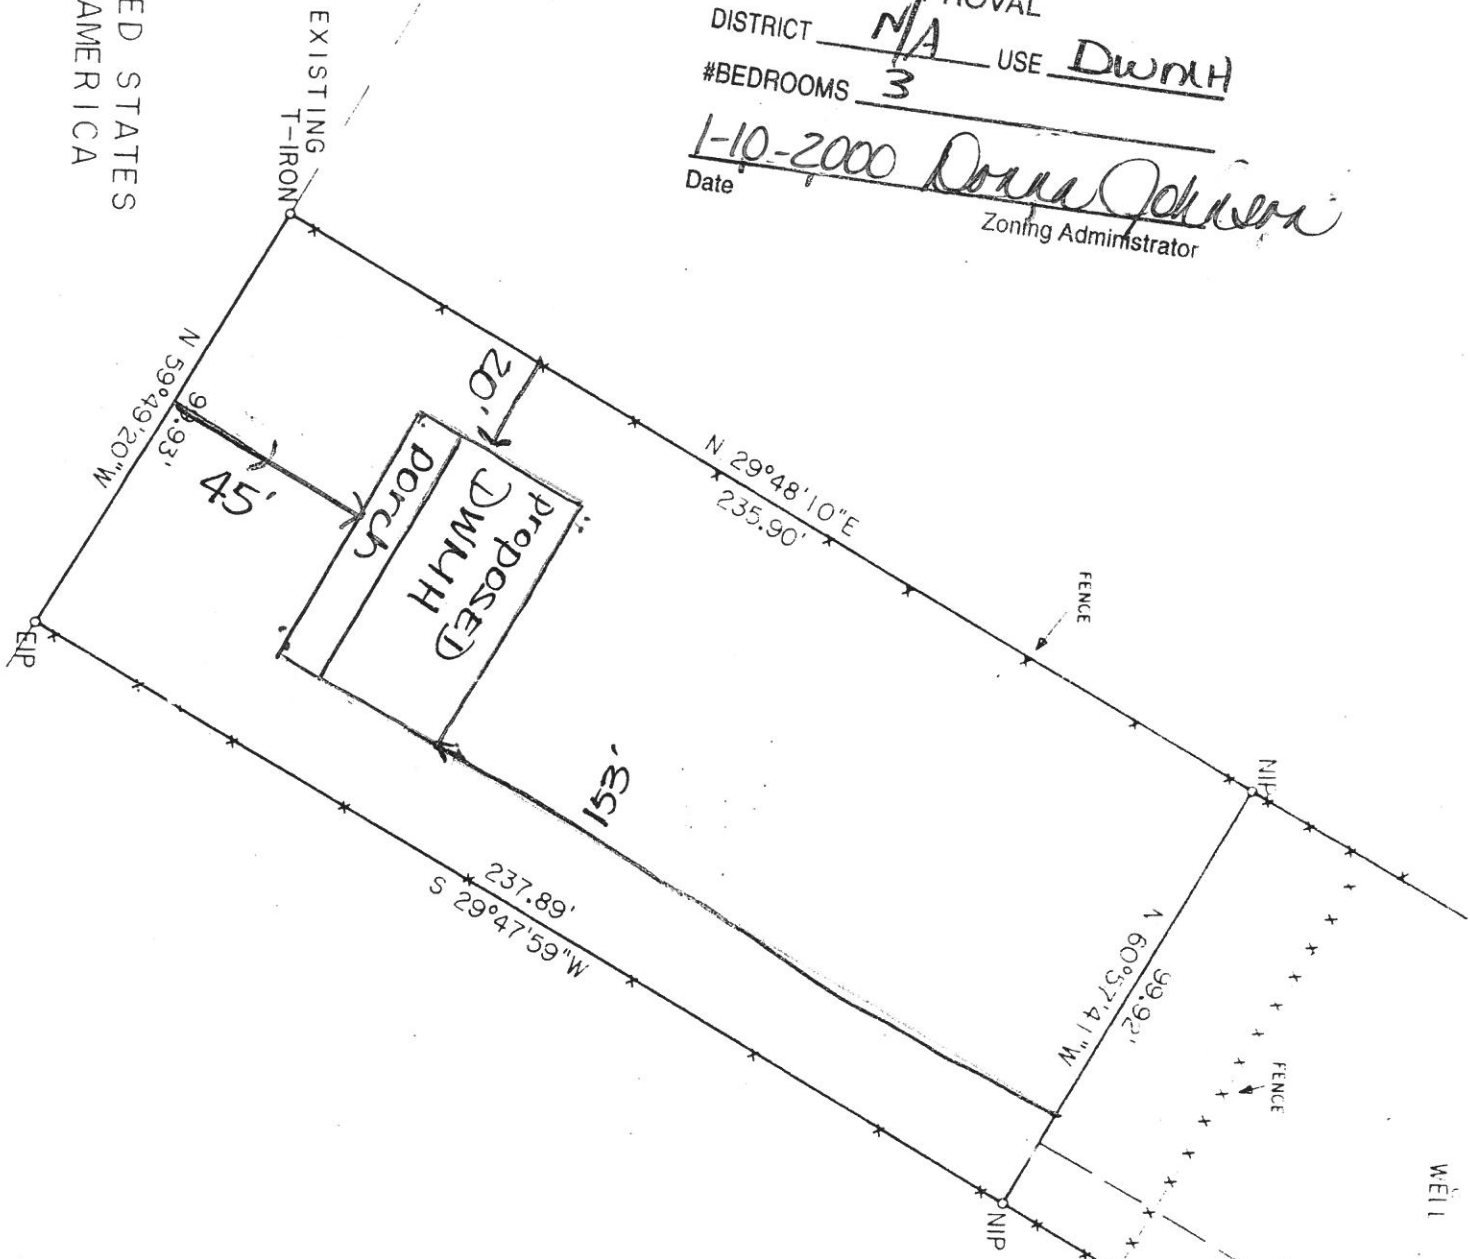 DISTRICT N/A USE DWMH
#BEDROOMS 3
1-10-2000 Donna Johnson
Date
Zoning Administrator
ED STATES
AMERICA
EXISTING
T-IRON
N 59°49'20"W
.93'
45'
20'
porch
proposED
DWMH
N 29°48'10"E
235.90'
FENCE
NIP
EIP
153'
237.89'
S 29°47'59"W
99.92'
N 60°57'41"W
FENCE
NIP
WELL